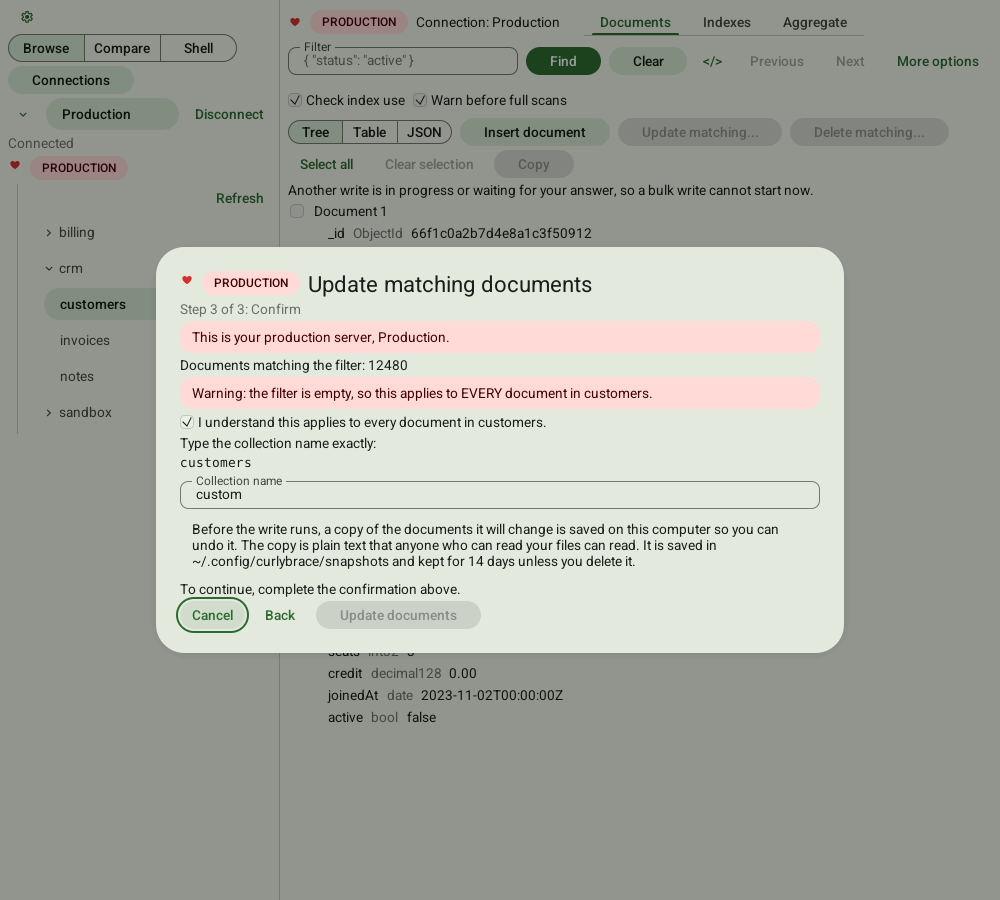 Browse Compare Shell
Connections
Production Disconnect
Connected
PRODUCTION
Refresh
billing
crm
customers
invoices
notes
sandbox
PRODUCTION Connection: Production Documents Indexes Aggregate
Filter
{ "status": "active" } Find Clear </> Previous Next More options
Check index use Warn before full scans
Tree Table JSON Insert document Update matching... Delete matching...
Select all Clear selection Copy
Another write is in progress or waiting for your answer, so a bulk write cannot start now.
Document 1
_id ObjectId 66f1c0a2b7d4e8a1c3f50912
PRODUCTION Update matching documents
Step 3 of 3: Confirm
This is your production server, Production.
Documents matching the filter: 12480
Warning: the filter is empty, so this applies to EVERY document in customers.
I understand this applies to every document in customers.
Type the collection name exactly:
customers
Collection name
custom
Before the write runs, a copy of the documents it will change is saved on this computer so you can
undo it. The copy is plain text that anyone who can read your files can read. It is saved in
~/.config/curlybrace/snapshots and kept for 14 days unless you delete it.
To continue, complete the confirmation above.
Cancel Back Update documents
credit decimal128 0.00
joinedAt date 2023-11-02T00:00:00Z
active bool false